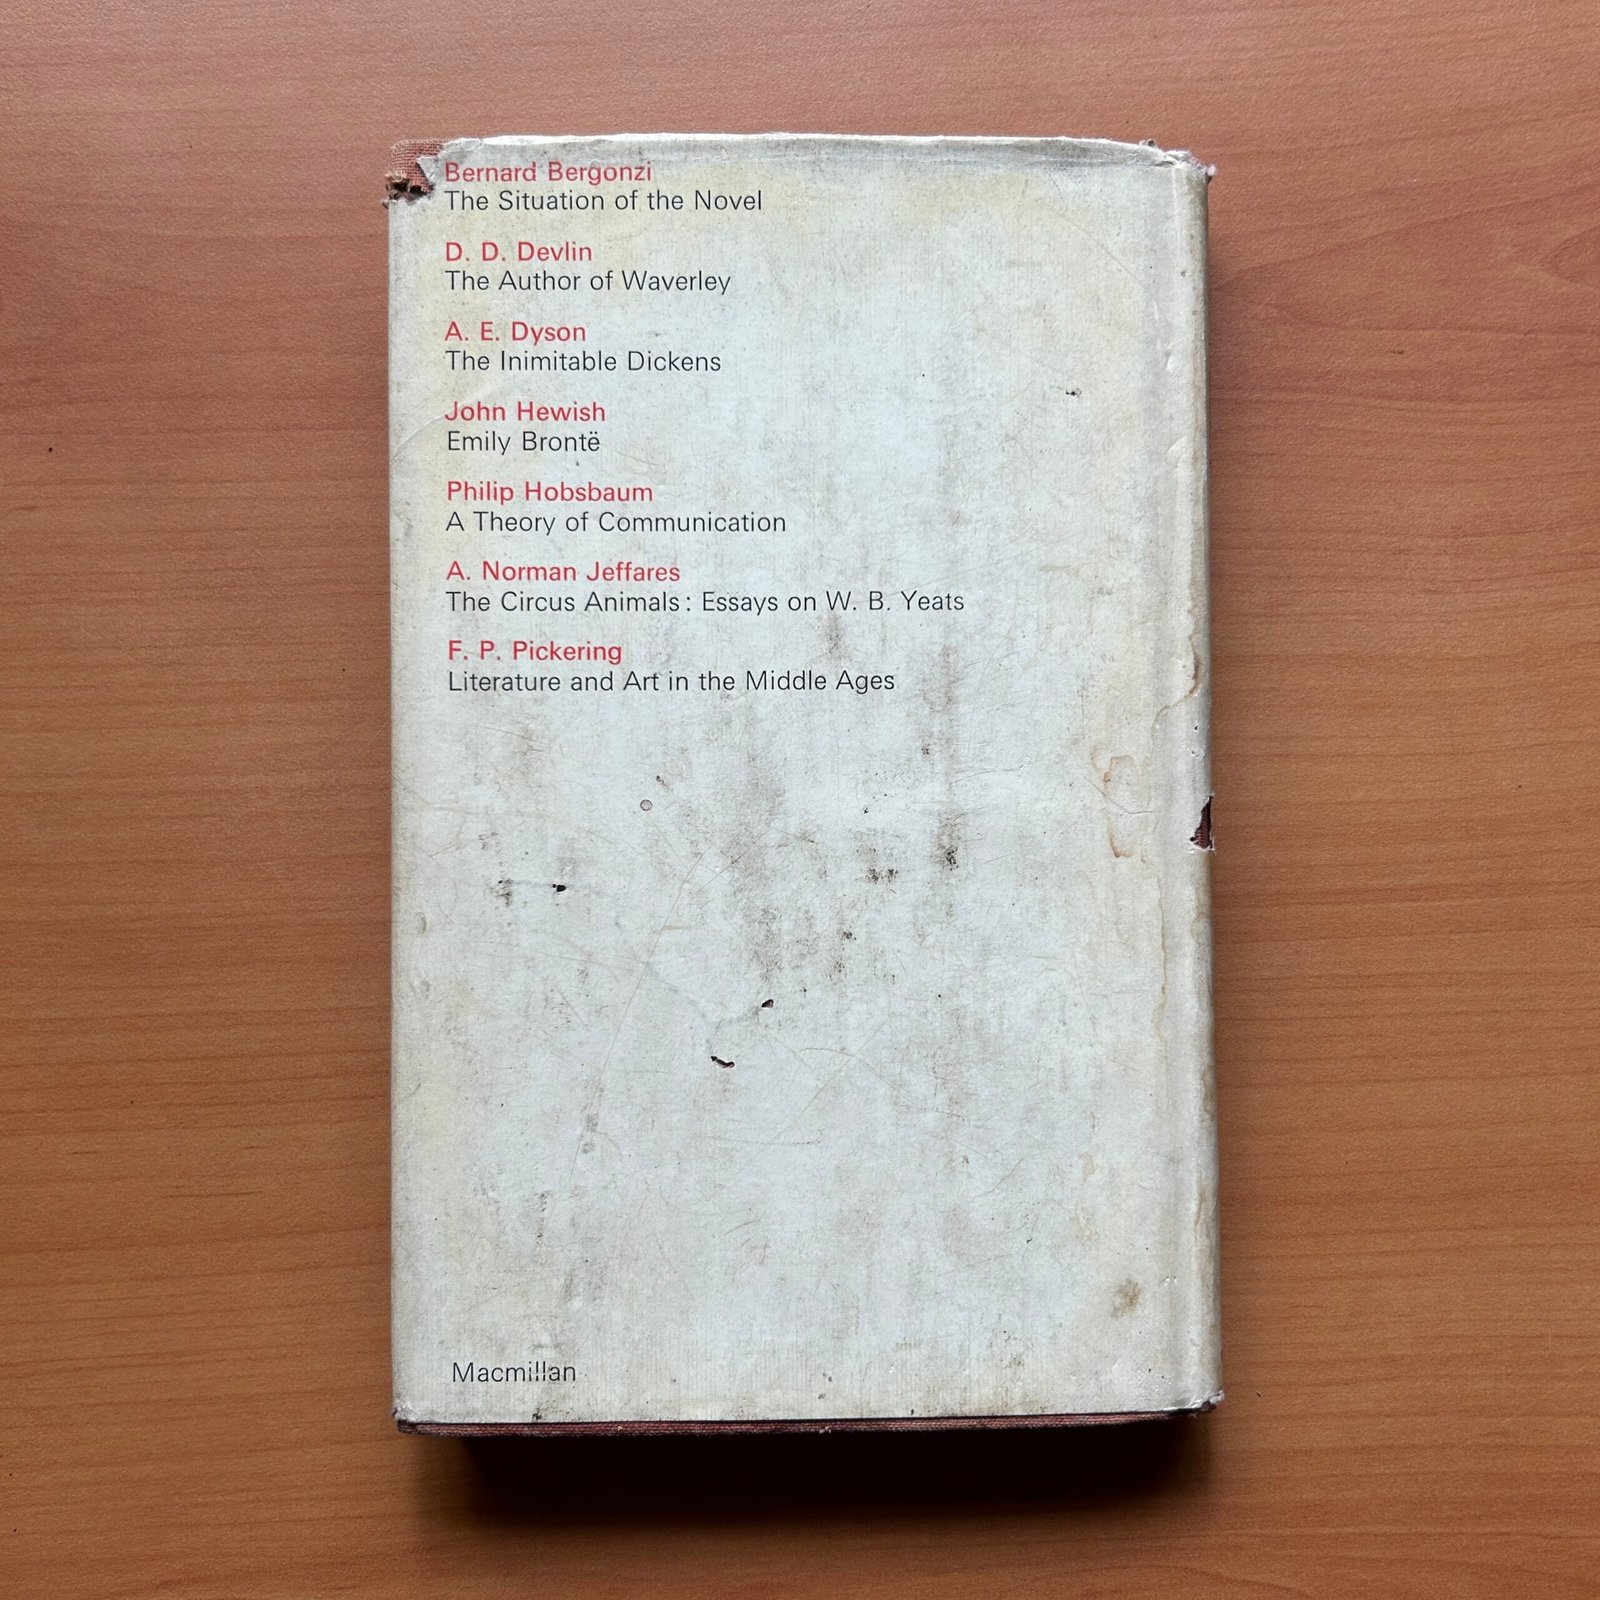 Bernard Bergonzi
The Situation of the Novel
D. D. Devlin
The Author of Waverley
A. E. Dyson
The Inimitable Dickens
John Hewish
Emily Brontë
Philip Hobsbaum
A Theory of Communication
A. Norman Jeffares
The Circus Animals: Essays on W. B. Yeats
F. P. Pickering
Literature and Art in the Middle Ages
Macmillan